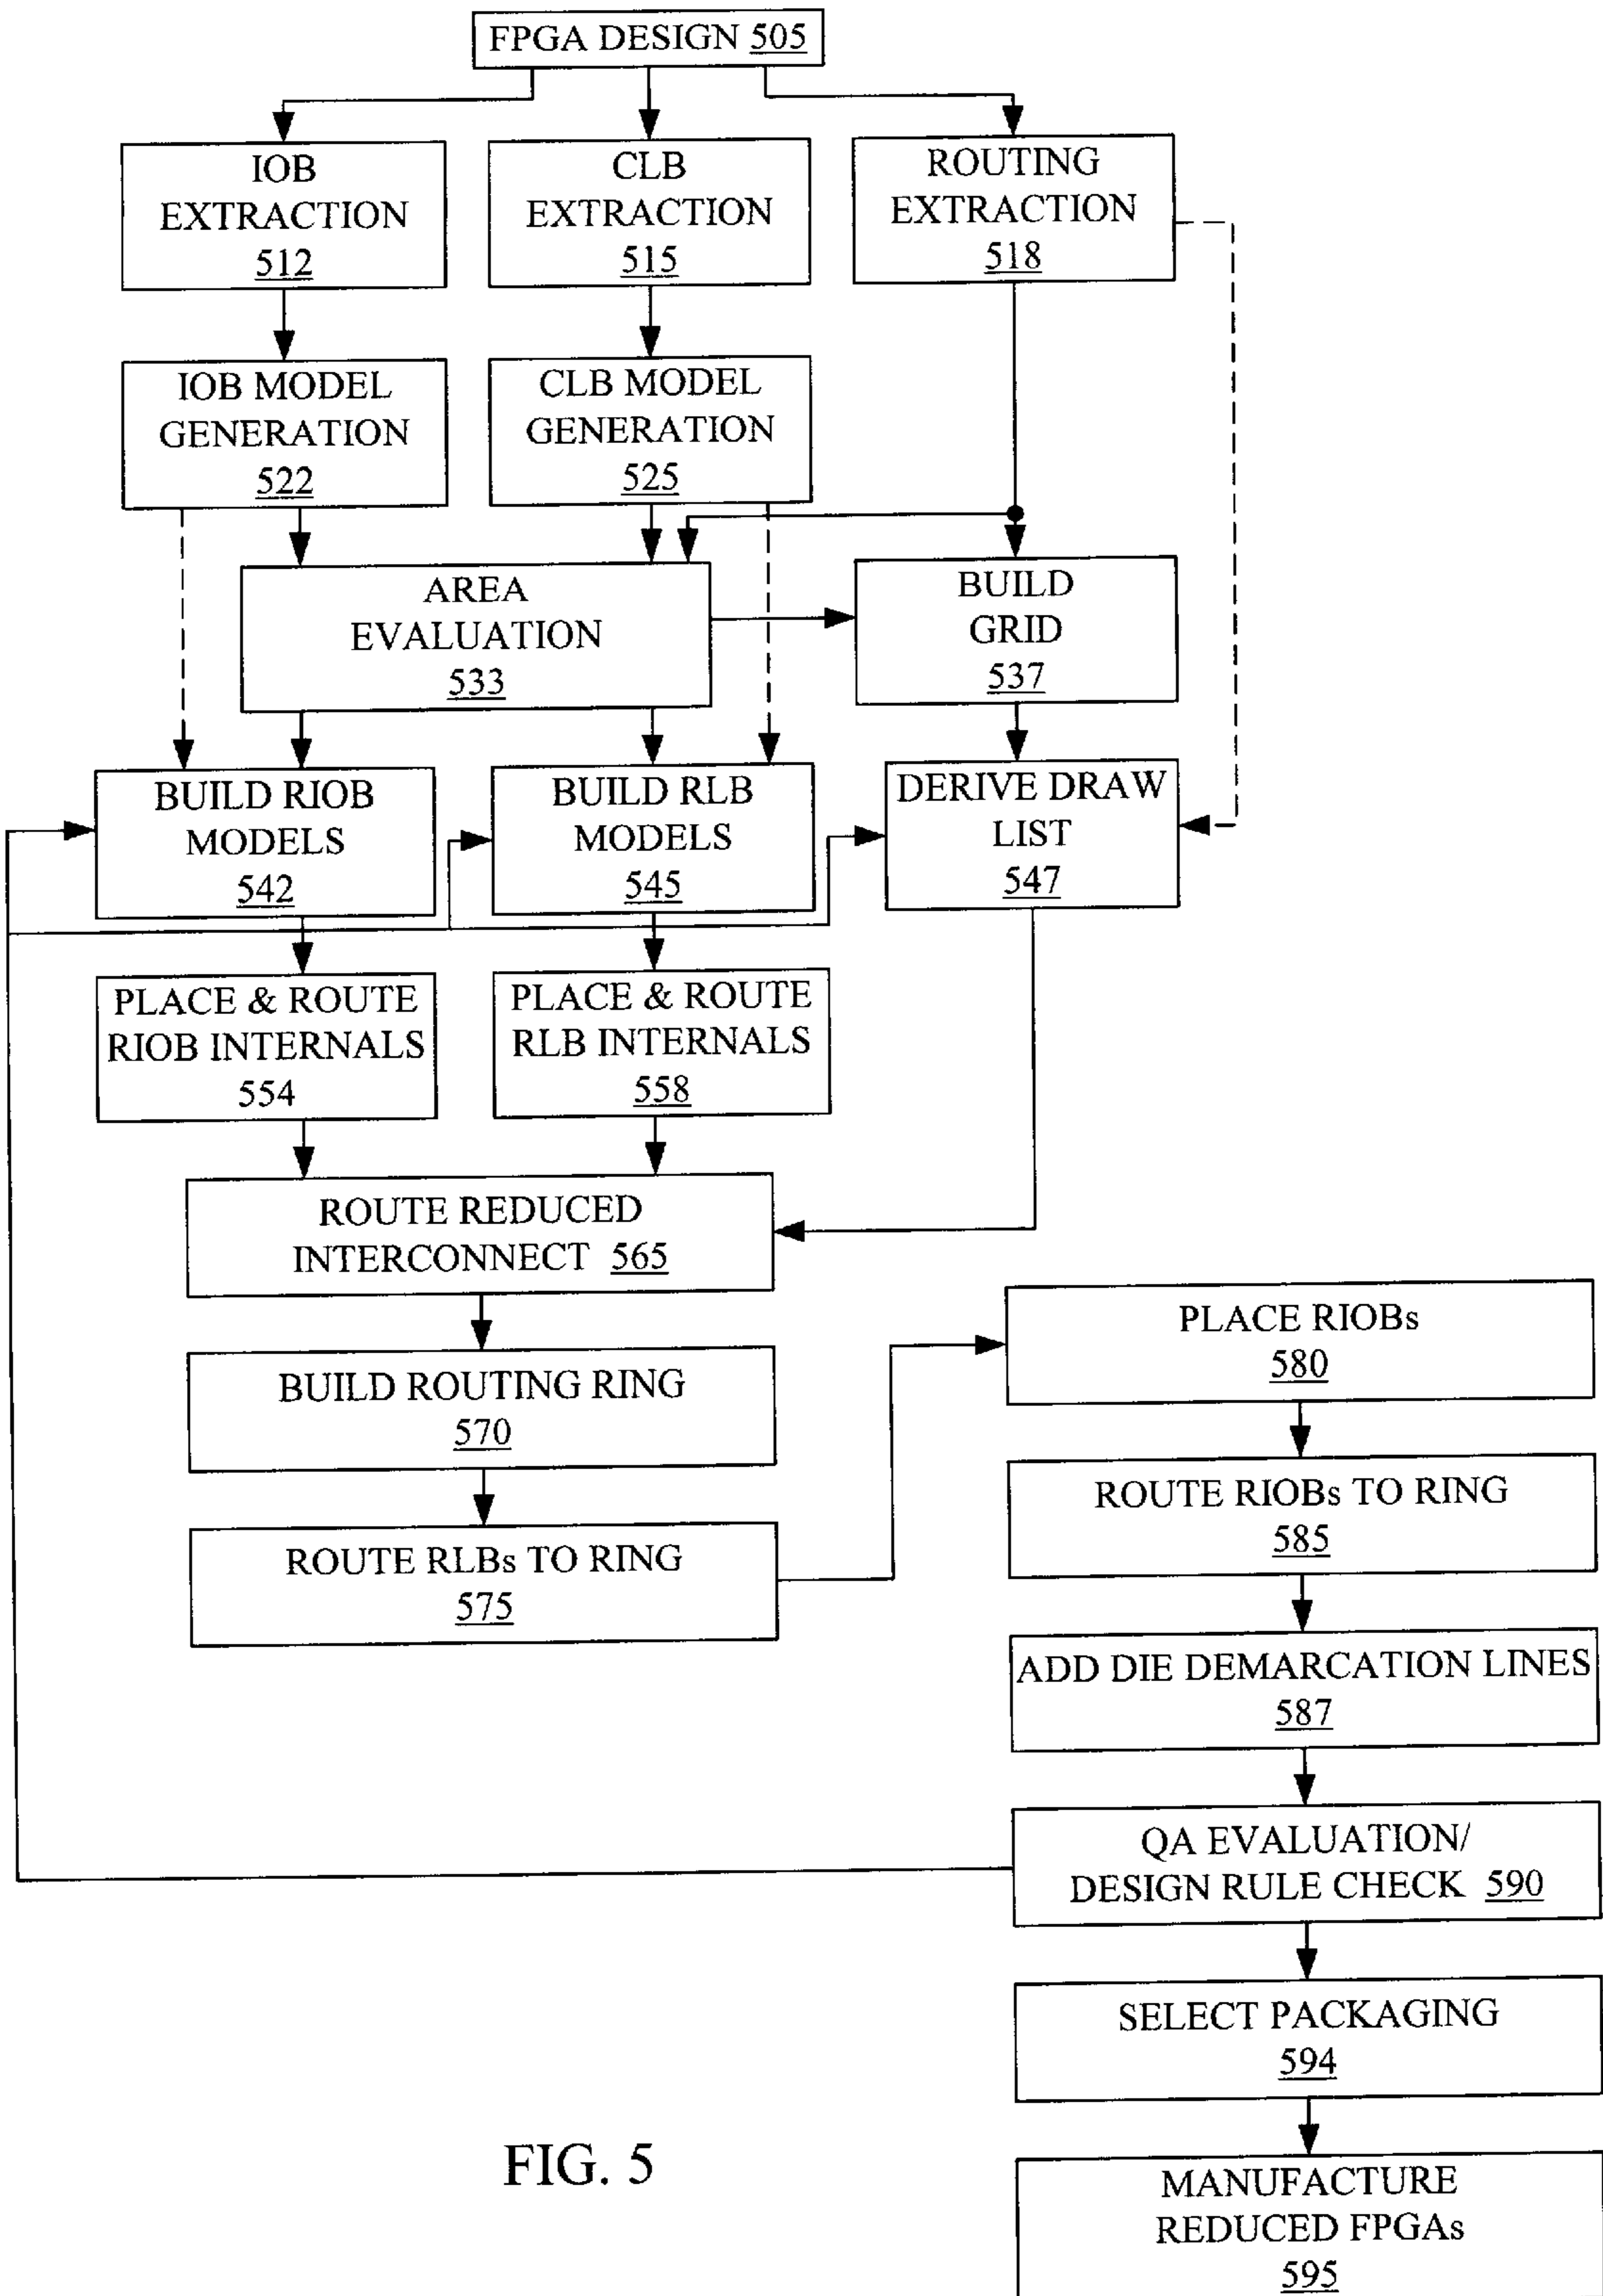 FPGA DESIGN 505
IOB
EXTRACTION
512
CLB
EXTRACTION
515
ROUTING
EXTRACTION
518
IOB MODEL
GENERATION
522
CLB MODEL
GENERATION
525
AREA
EVALUATION
533
BUILD
GRID
537
BUILD RIOB
MODELS
542
BUILD RLB
MODELS
545
DERIVE DRAW
LIST
547
PLACE & ROUTE
RIOB INTERNALS
554
PLACE & ROUTE
RLB INTERNALS
558
ROUTE REDUCED
INTERCONNECT 565
BUILD ROUTING RING
570
ROUTE RLBs TO RING
575
PLACE RIOBs
580
ROUTE RIOBs TO RING
585
ADD DIE DEMARCATION LINES
587
QA EVALUATION/
DESIGN RULE CHECK 590
SELECT PACKAGING
594
MANUFACTURE
REDUCED FPGAs
595
FIG. 5